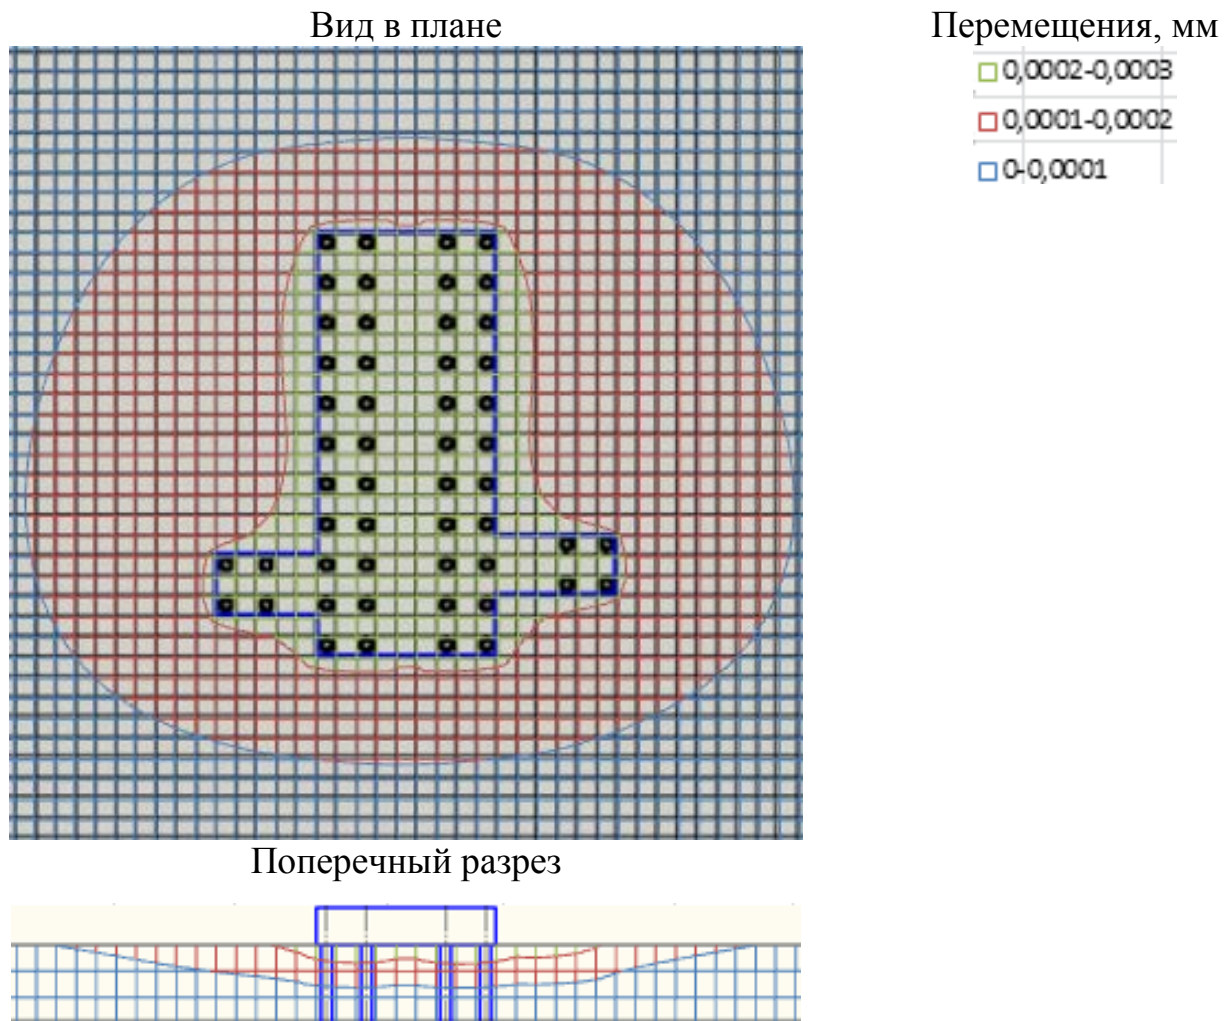 Вид в плане
Перемещения, мм
0,0002-0,0003
0,0001-0,0002
0-0,0001
Поперечный разрез